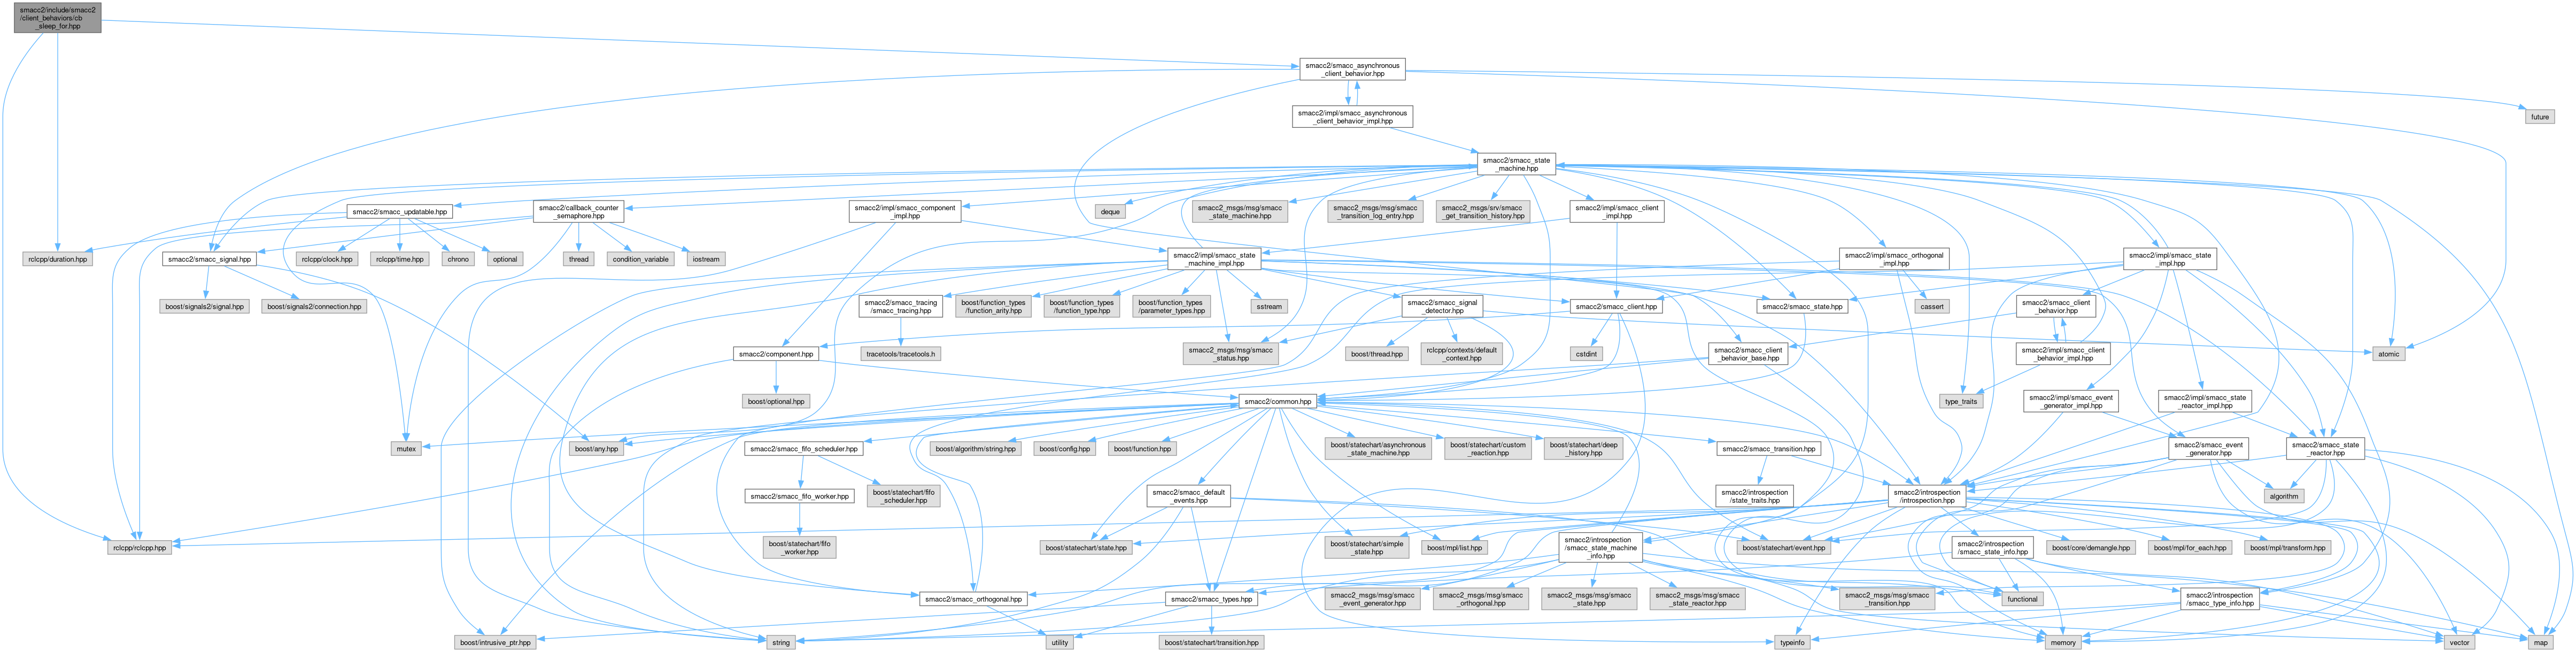 smacc2/include/smacc2
/client_behaviors/cb
_sleep_for.hpp
smacc2/smacc_asynchronous
_client_behavior.hpp
smacc2/impl/smacc_asynchronous
_client_behavior_impl.hpp
future
smacc2/smacc_state
_machine.hpp
smacc2/smacc_updatable.hpp
smacc2/callback_counter
_semaphore.hpp
smacc2/impl/smacc_component
_impl.hpp
deque
smacc2_msgs/msg/smacc
_state_machine.hpp
smacc2_msgs/msg/smacc
_transition_log_entry.hpp
smacc2_msgs/srv/smacc
_get_transition_history.hpp
smacc2/impl/smacc_client
_impl.hpp
rclcpp/duration.hpp
smacc2/smacc_signal.hpp
rclcpp/clock.hpp
rclcpp/time.hpp
chrono
optional
thread
condition_variable
iostream
smacc2/impl/smacc_state
_machine_impl.hpp
smacc2/impl/smacc_orthogonal
_impl.hpp
smacc2/impl/smacc_state
_impl.hpp
boost/signals2/signal.hpp
boost/signals2/connection.hpp
smacc2/smacc_tracing
/smacc_tracing.hpp
boost/function_types
/function_arity.hpp
boost/function_types
/function_type.hpp
boost/function_types
/parameter_types.hpp
sstream
smacc2/smacc_signal
_detector.hpp
smacc2/smacc_client.hpp
smacc2/smacc_state.hpp
cassert
smacc2/smacc_client
_behavior.hpp
smacc2/component.hpp
tracetools/tracetools.h
smacc2_msgs/msg/smacc
_status.hpp
boost/thread.hpp
rclcpp/contexts/default
_context.hpp
cstdint
smacc2/smacc_client
_behavior_base.hpp
smacc2/impl/smacc_client
_behavior_impl.hpp
atomic
boost/optional.hpp
smacc2/common.hpp
type_traits
smacc2/impl/smacc_event
_generator_impl.hpp
smacc2/impl/smacc_state
_reactor_impl.hpp
mutex
boost/any.hpp
smacc2/smacc_fifo_scheduler.hpp
boost/algorithm/string.hpp
boost/config.hpp
boost/function.hpp
boost/statechart/asynchronous
_state_machine.hpp
boost/statechart/custom
_reaction.hpp
boost/statechart/deep
_history.hpp
smacc2/smacc_transition.hpp
smacc2/smacc_event
_generator.hpp
smacc2/smacc_state
_reactor.hpp
smacc2/smacc_fifo_worker.hpp
boost/statechart/fifo
_scheduler.hpp
smacc2/smacc_default
_events.hpp
smacc2/introspection
/state_traits.hpp
smacc2/introspection
/introspection.hpp
algorithm
rclcpp/rclcpp.hpp
boost/statechart/fifo
_worker.hpp
boost/statechart/state.hpp
boost/statechart/simple
_state.hpp
boost/mpl/list.hpp
smacc2/introspection
/smacc_state_machine
_info.hpp
boost/statechart/event.hpp
smacc2/introspection
/smacc_state_info.hpp
boost/core/demangle.hpp
boost/mpl/for_each.hpp
boost/mpl/transform.hpp
smacc2/smacc_orthogonal.hpp
smacc2/smacc_types.hpp
smacc2_msgs/msg/smacc
_event_generator.hpp
smacc2_msgs/msg/smacc
_orthogonal.hpp
smacc2_msgs/msg/smacc
_state.hpp
smacc2_msgs/msg/smacc
_state_reactor.hpp
smacc2_msgs/msg/smacc
_transition.hpp
functional
smacc2/introspection
/smacc_type_info.hpp
boost/intrusive_ptr.hpp
string
utility
boost/statechart/transition.hpp
typeinfo
memory
vector
map